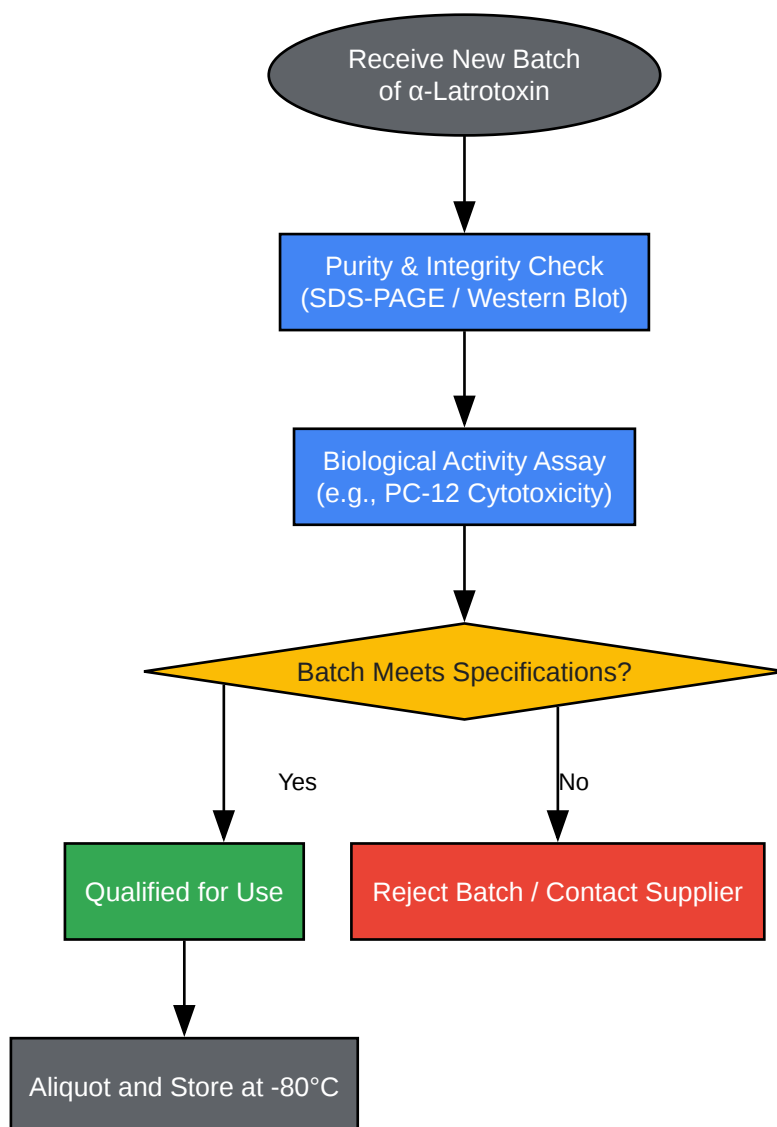 Receive New Batch
of α-Latrotoxin
Purity & Integrity Check
(SDS-PAGE / Western Blot)
Biological Activity Assay
(e.g., PC-12 Cytotoxicity)
Batch Meets Specifications?
Yes
No
Qualified for Use
Reject Batch / Contact Supplier
Aliquot and Store at -80°C